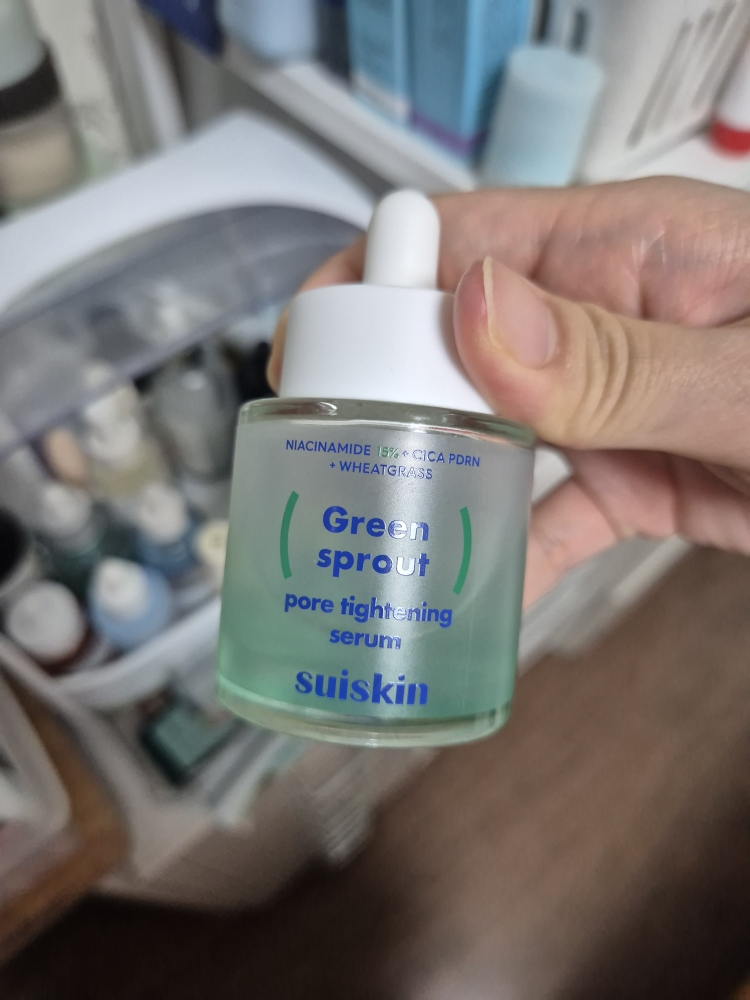 NIACINAMIDE 15% + CICA PDRN
+ WHEATGRASS
Green
sprout
pore tightening
serum
suiskin